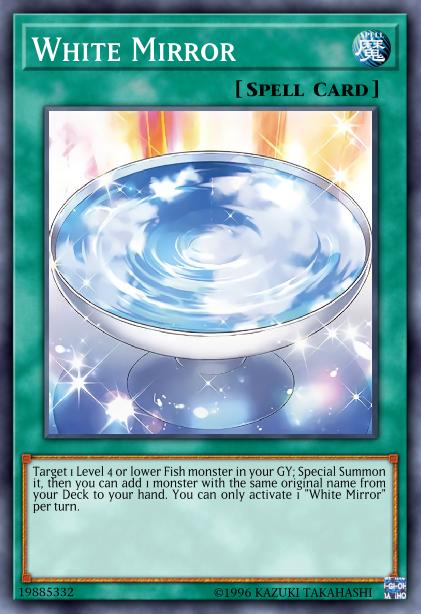 White Mirror
SPELL
魔
[Spell Card]
Target 1 Level 4 or lower Fish monster in your GY; Special Summon
it, then you can add 1 monster with the same original name from
your Deck to your hand. You can only activate 1 "White Mirror"
per turn.
19885332
©1996 KAZUKI TAKAHASHI